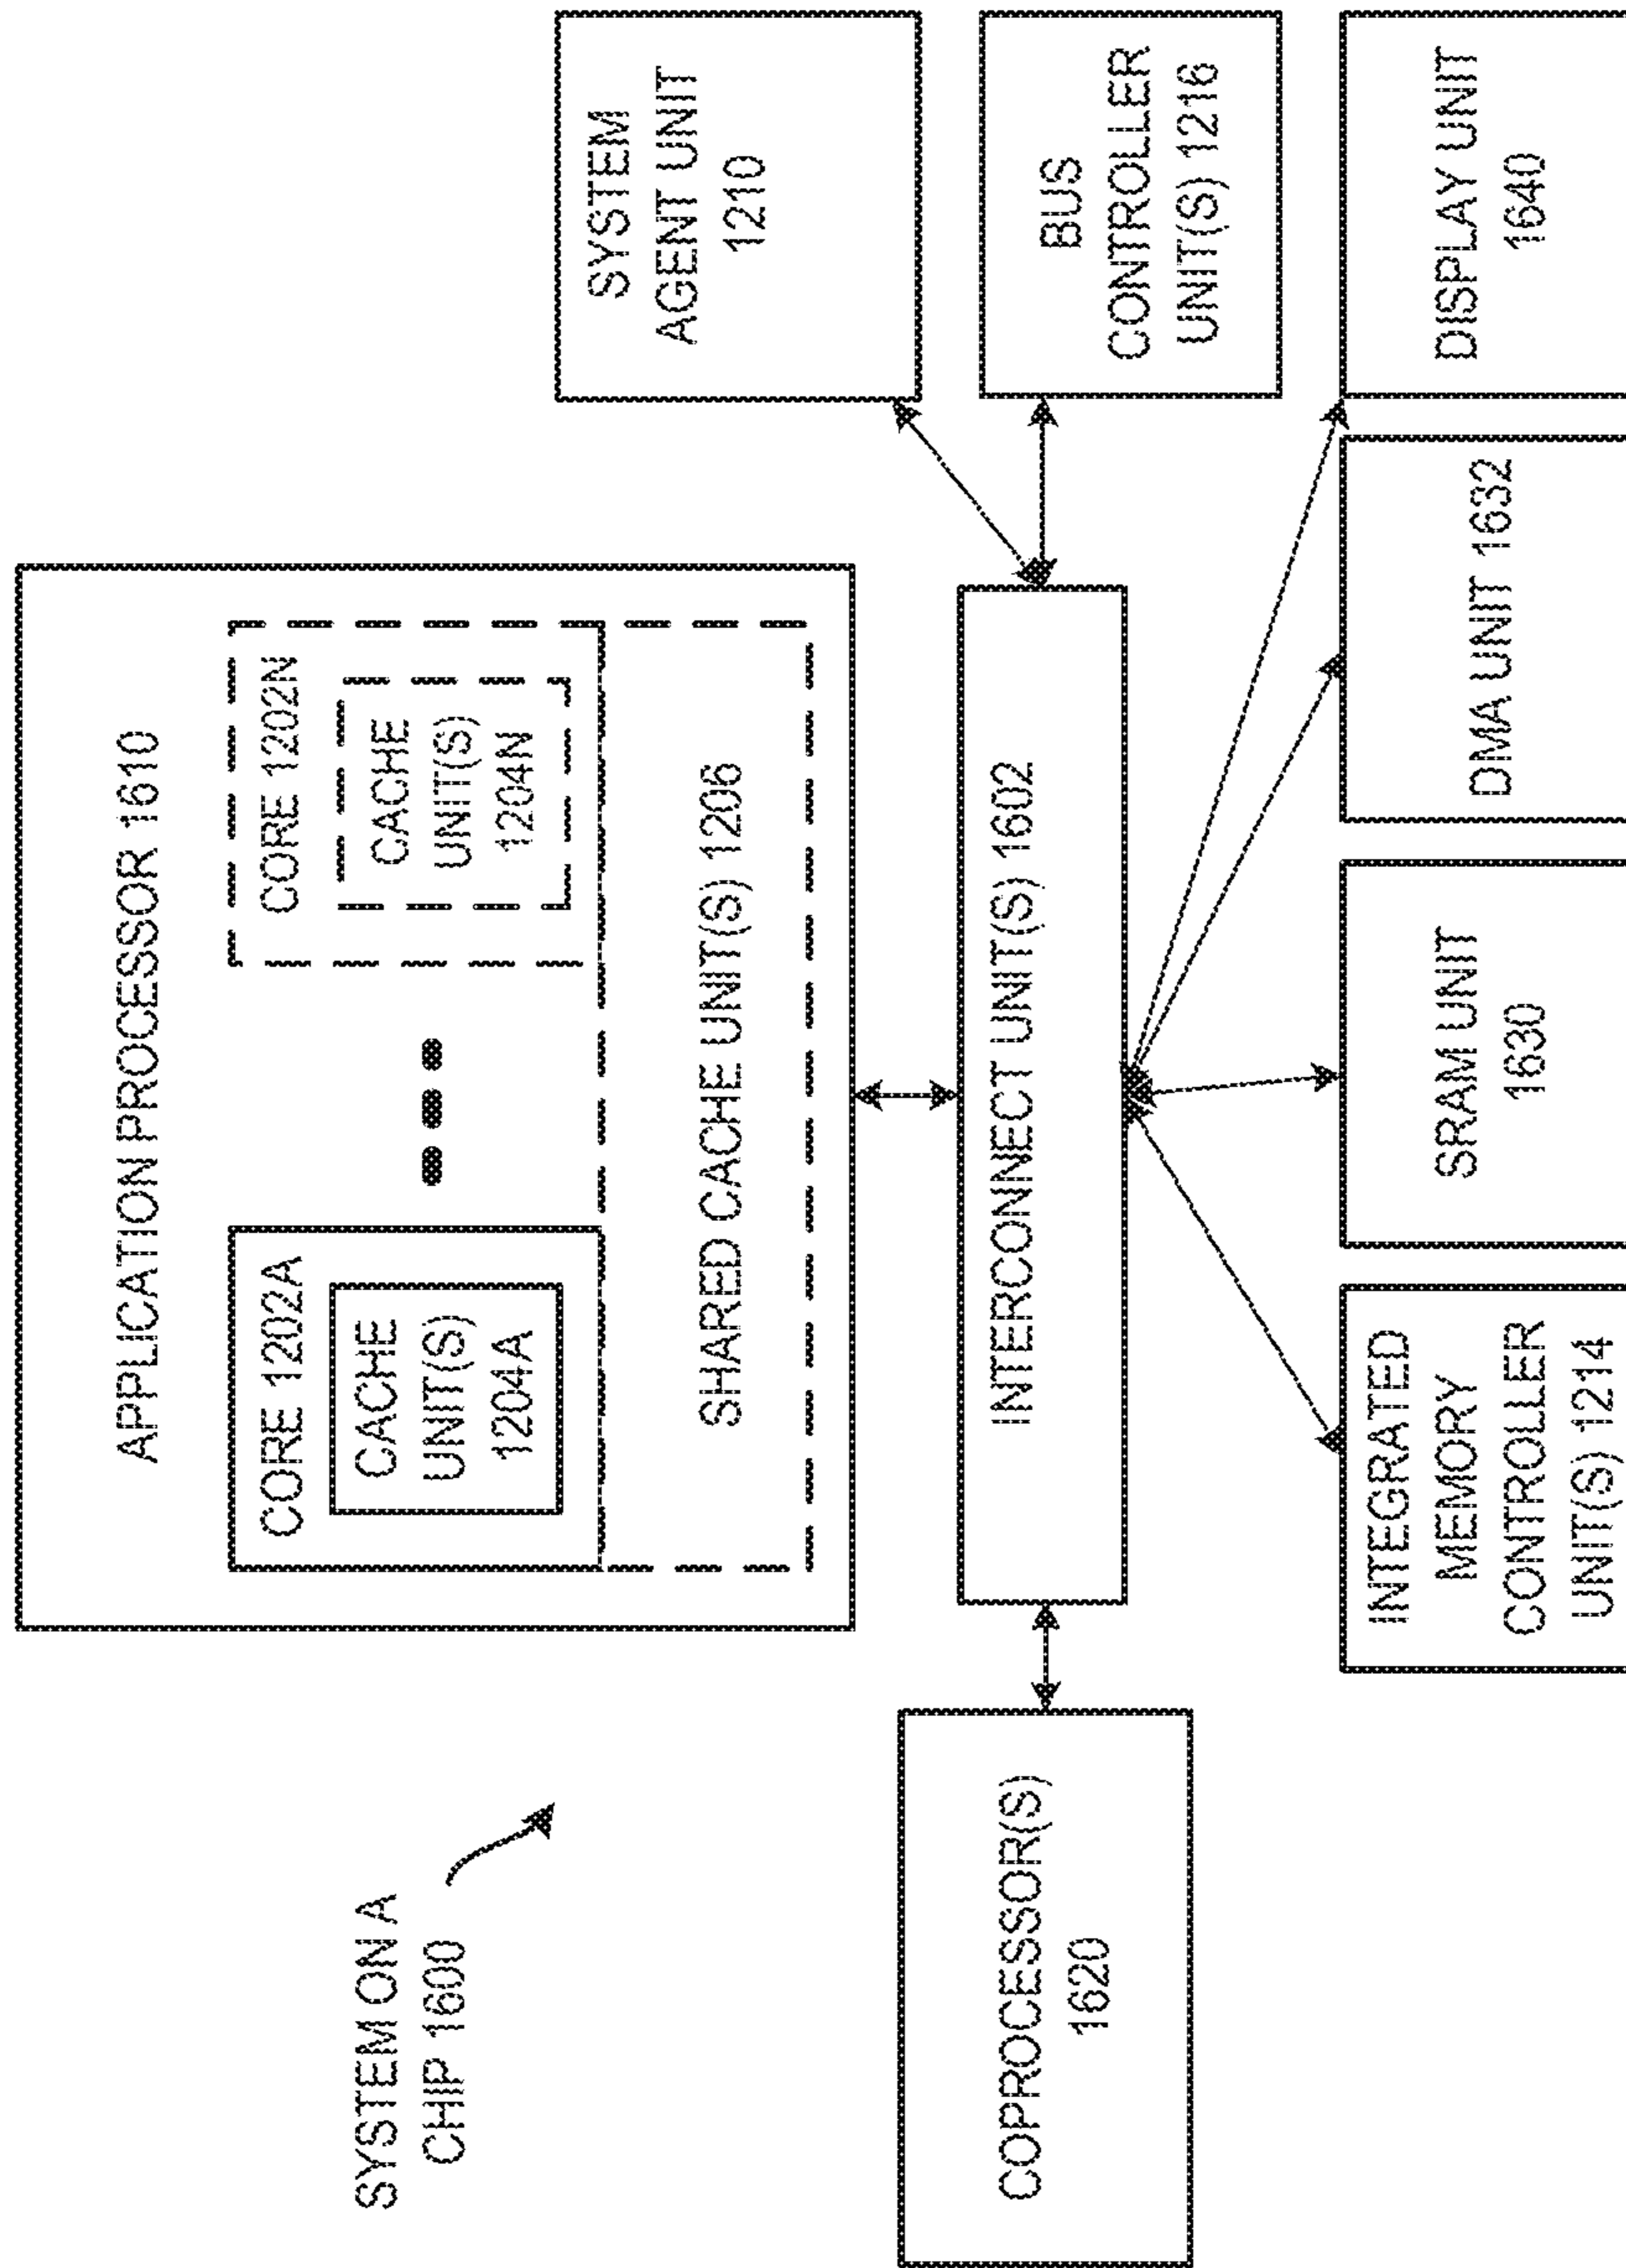 SYSTEM ON A
CHIP 1600
APPLICATION PROCESSOR 1610
CORE 1202A
CACHE
UNIT(S)
1204A
CORE 1202N
CACHE
UNIT(S)
1204N
SHARED CACHE UNIT(S) 1206
SYSTEM
AGENT UNIT
1210
COPROCESSOR(S)
1620
INTERCONNECT UNIT(S) 1602
BUS
CONTROLLER
UNIT(S) 1216
INTEGRATED
MEMORY
CONTROLLER
UNIT(S) 1214
SRAM UNIT
1630
DMA UNIT 1632
DISPLAY UNIT
1640